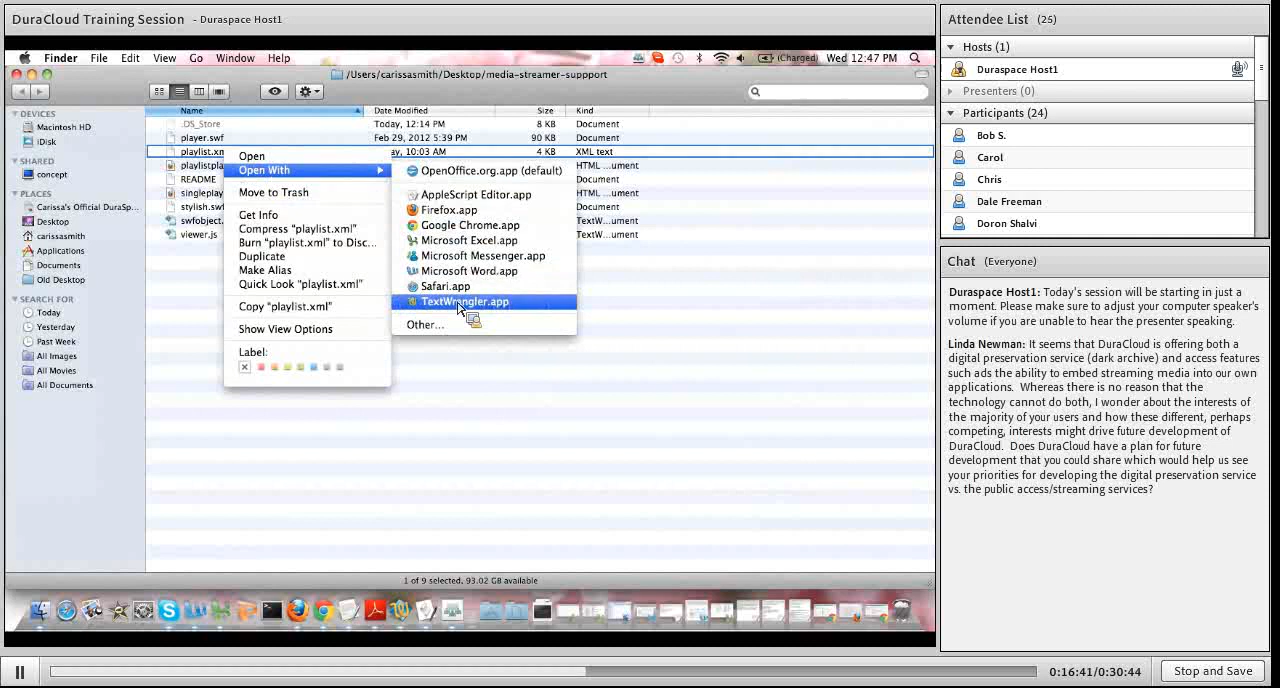 DuraCloud Training Session - Duraspace Host1
Finder File Edit View Go Window Help (Charged) Wed 12:47 PM
/Users/carissasmith/Desktop/media-streamer-suppport
Name Date Modified Size Kind
.DS_Store Today, 12:14 PM 8 KB Document
player.swf Feb 29, 2012 5:39 PM 90 KB Document
playlist.xm ay, 10:03 AM 4 KB XML text
playlistpla HTML ...ument
README Document
singleplay HTML ...ument
stylish.swf Document
swfobject. TextW...ument
viewer.js TextW...ument
DEVICES
Macintosh HD
iDisk
SHARED
concept
PLACES
Carissa's Official DuraSp...
Desktop
carissasmith
Applications
Documents
Old Desktop
SEARCH FOR
Today
Yesterday
Past Week
All Images
All Movies
All Documents
Open
Open With
Move to Trash
Get Info
Compress "playlist.xml"
Burn "playlist.xml" to Disc...
Duplicate
Make Alias
Quick Look "playlist.xml"
Copy "playlist.xml"
Show View Options
Label:
OpenOffice.org.app (default)
AppleScript Editor.app
Firefox.app
Google Chrome.app
Microsoft Excel.app
Microsoft Messenger.app
Microsoft Word.app
Safari.app
TextWrangler.app
Other...
1 of 9 selected, 93.02 GB available
Attendee List (25)
Hosts (1)
Duraspace Host1
Presenters (0)
Participants (24)
Bob S.
Carol
Chris
Dale Freeman
Doron Shalvi
Chat (Everyone)
Duraspace Host1: Today's session will be starting in just a
moment. Please make sure to adjust your computer speaker's
volume if you are unable to hear the presenter speaking.
Linda Newman: It seems that DuraCloud is offering both a
digital preservation service (dark archive) and access features
such ads the ability to embed streaming media into our own
applications. Whereas there is no reason that the
technology cannot do both, I wonder about the interests of
the majority of your users and how these different, perhaps
competing, interests might drive future development of
DuraCloud. Does DuraCloud have a plan for future
development that you could share which would help us see
your priorities for developing the digital preservation service
vs. the public access/streaming services?
0:16:41/0:30:44 Stop and Save